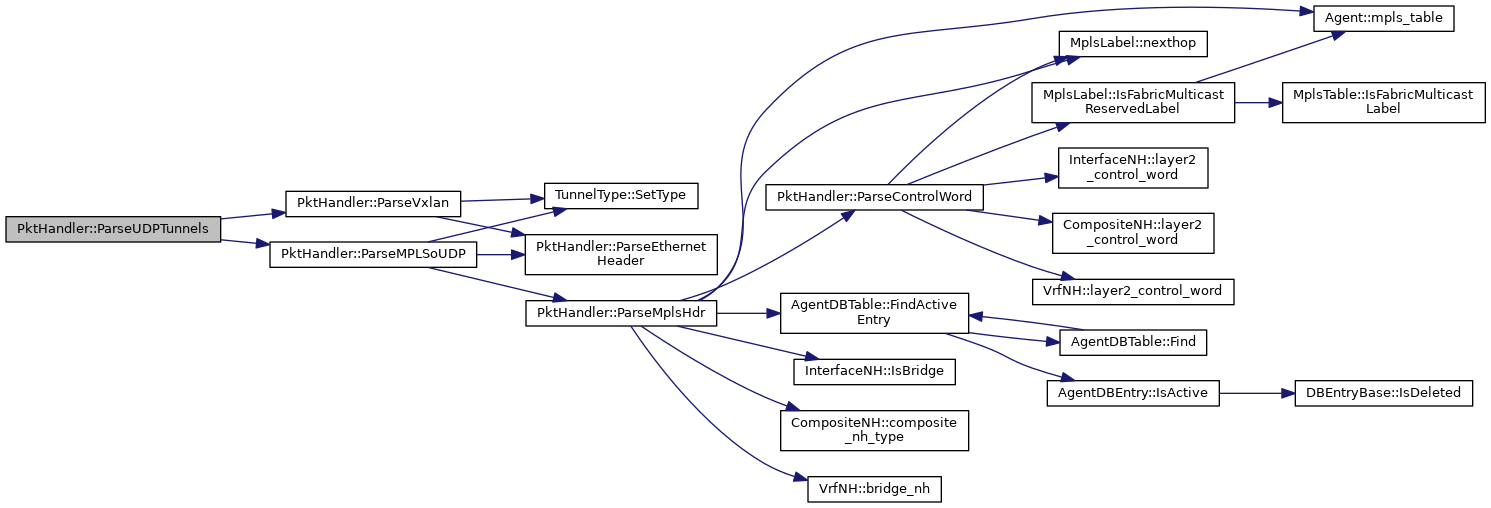 PktHandler::ParseUDPTunnels
PktHandler::ParseVxlan
PktHandler::ParseMPLSoUDP
TunnelType::SetType
PktHandler::ParseEthernet
Header
PktHandler::ParseMplsHdr
PktHandler::ParseControlWord
AgentDBTable::FindActive
Entry
InterfaceNH::IsBridge
CompositeNH::composite
_nh_type
VrfNH::bridge_nh
MplsLabel::nexthop
MplsLabel::IsFabricMulticast
ReservedLabel
InterfaceNH::layer2
_control_word
CompositeNH::layer2
_control_word
VrfNH::layer2_control_word
AgentDBTable::Find
AgentDBEntry::IsActive
Agent::mpls_table
MplsTable::IsFabricMulticast
Label
DBEntryBase::IsDeleted